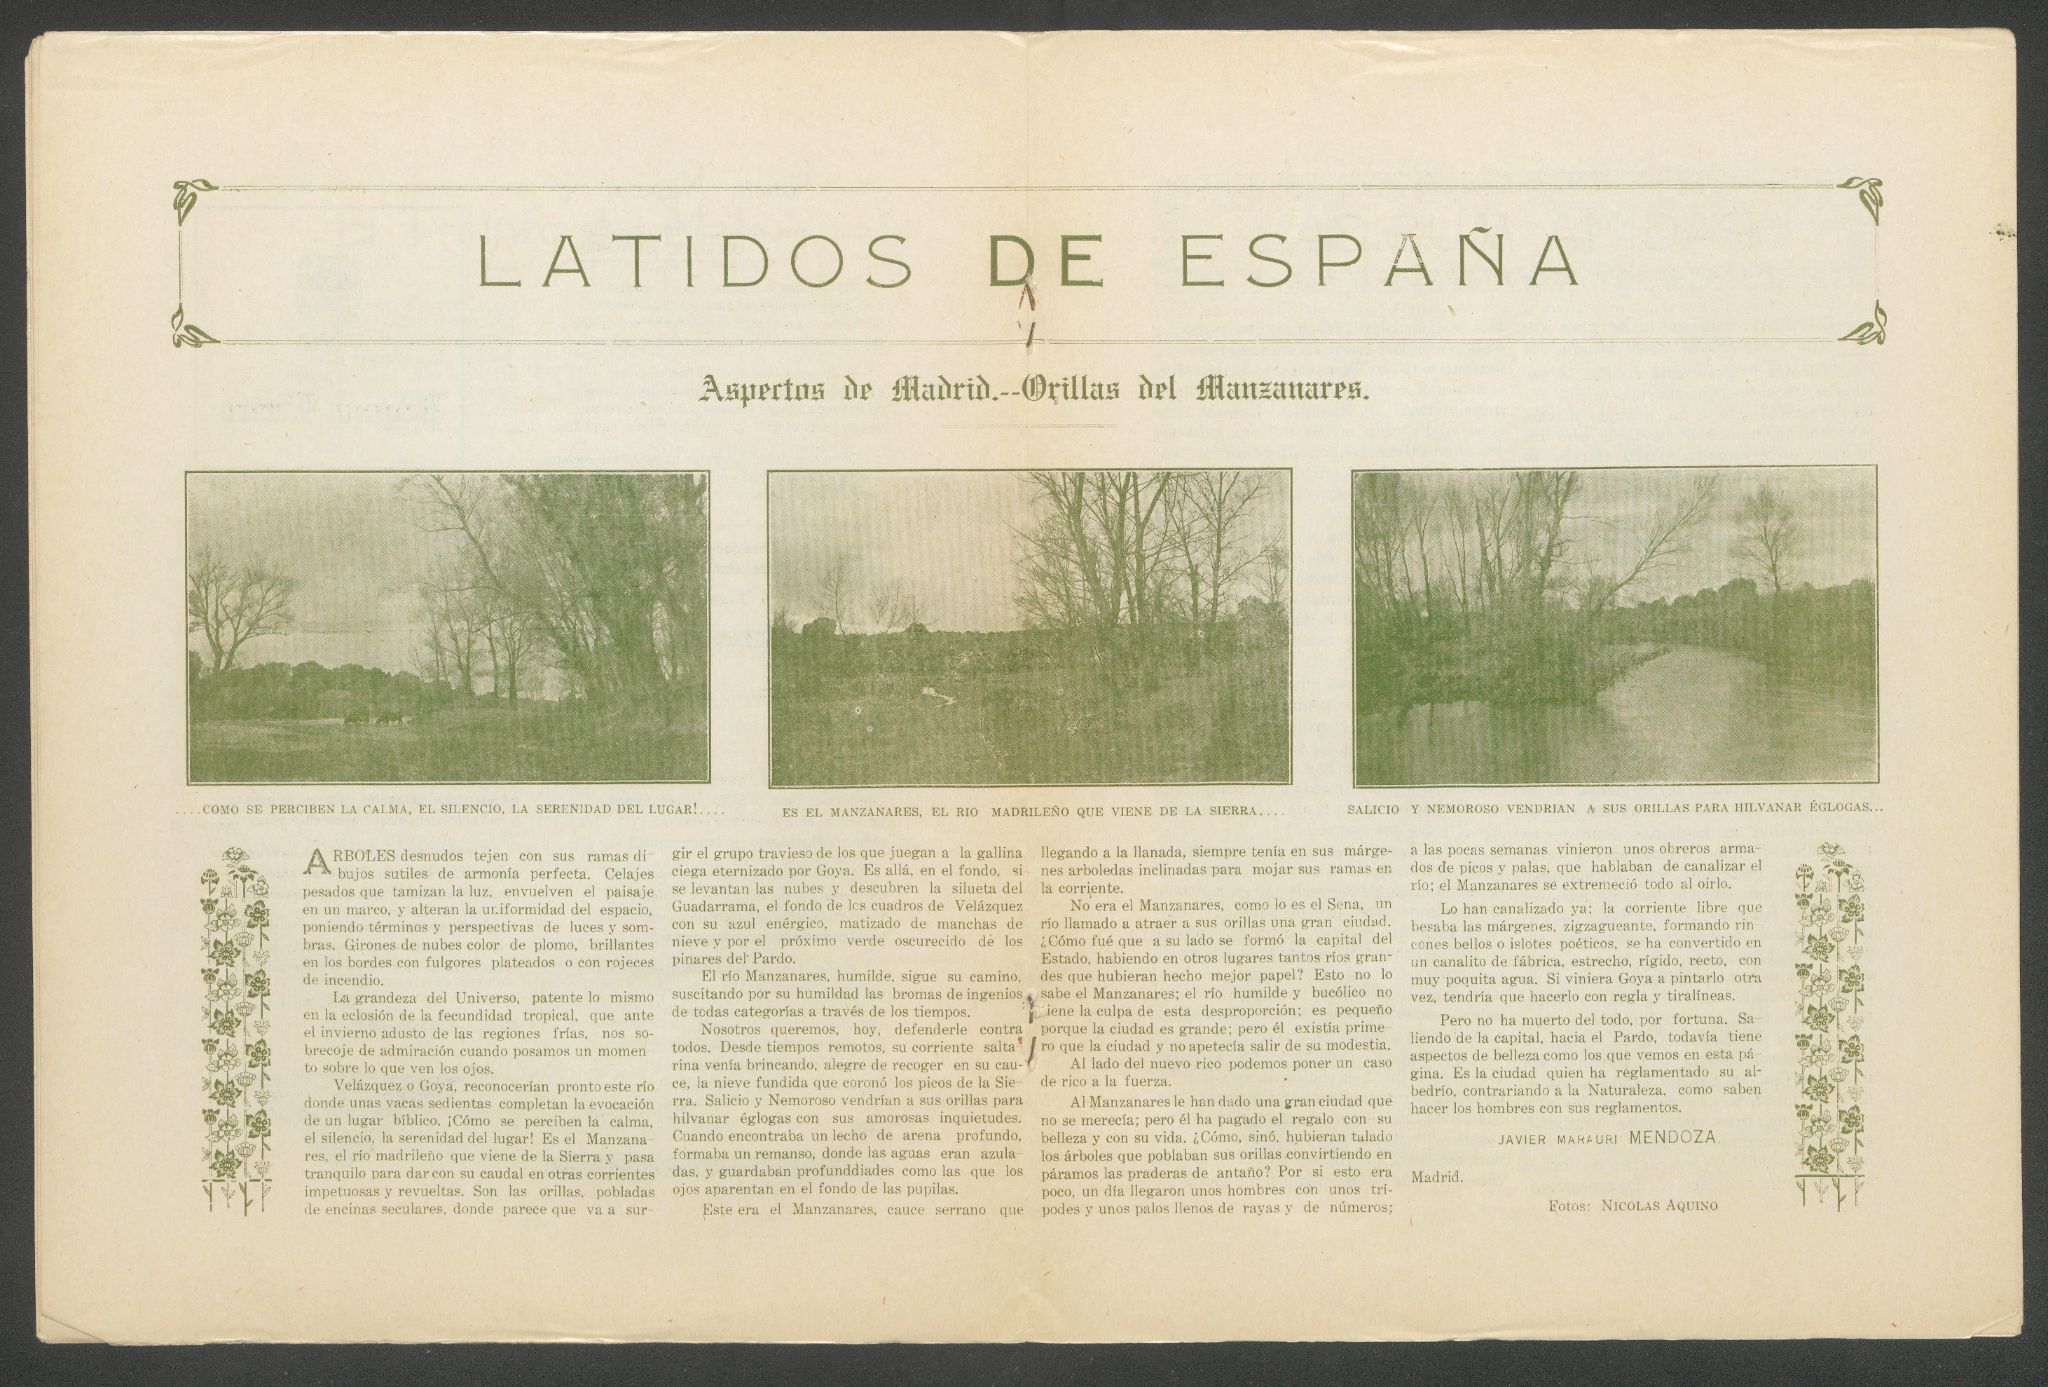 LATIDOS DE ESPAÑA
Aspectos de Madrid.--Orillas del Manzanares.
....COMO SE PERCIBEN LA CALMA, EL SILENCIO, LA SERENIDAD DEL LUGAR!....
ES EL MANZANARES, EL RIO MADRILEÑO QUE VIENE DE LA SIERRA....
SALICIO Y NEMOROSO VENDRIAN A SUS ORILLAS PARA HILVANAR ÉGLOGAS...
ARBOLES desnudos tejen con sus ramas di-
bujos sutiles de armonía perfecta. Celajes
pesados que tamizan la luz, envuelven el paisaje
en un marco, y alteran la uniformidad del espacio,
poniendo términos y perspectivas de luces y som-
bras. Girones de nubes color de plomo, brillantes
en los bordes con fulgores plateados o con rojeces
de incendio.
La grandeza del Universo, patente lo mismo
en la eclosión de la fecundidad tropical, que ante
el invierno adusto de las regiones frías, nos so-
brecoje de admiración cuando posamos un momen-
to sobre lo que ven los ojos.
Velázquez o Goya, reconocerían pronto este río
donde unas vacas sedientas completan la evocación
de un lugar bíblico. ¡Cómo se perciben la calma,
el silencio, la serenidad del lugar! Es el Manzana-
res, el río madrileño que viene de la Sierra y pasa
tranquilo para dar con su caudal en otras corrientes
impetuosas y revueltas. Son las orillas, pobladas
de encinas seculares, donde parece que va a sur-
gir el grupo travieso de los que juegan a la gallina
ciega eternizado por Goya. Es allá, en el fondo, si
se levantan las nubes y descubren la silueta del
Guadarrama, el fondo de los cuadros de Velázquez
con su azul enérgico, matizado de manchas de
nieve y por el próximo verde oscurecido de los
pinares del Pardo.
El río Manzanares, humilde, sigue su camino,
suscitando por su humildad las bromas de ingenios
de todas categorías a través de los tiempos.
Nosotros queremos, hoy, defenderle contra
todos. Desde tiempos remotos, su corriente salta-
rina venía brincando, alegre de recoger en su cau-
ce, la nieve fundida que coronó los picos de la Sie-
rra. Salicio y Nemoroso vendrían a sus orillas para
hilvanar églogas con sus amorosas inquietudes.
Cuando encontraba un lecho de arena profundo,
formaba un remanso, donde las aguas eran azula-
das, y guardaban profunddiades como las que los
ojos aparentan en el fondo de las pupilas.
Este era el Manzanares, cauce serrano que
llegando a la llanada, siempre tenía en sus márge-
nes arboledas inclinadas para mojar sus ramas en
la corriente.
No era el Manzanares, como lo es el Sena, un
río llamado a atraer a sus orillas una gran ciudad.
¿Cómo fué que a su lado se formó la capital del
Estado, habiendo en otros lugares tantos ríos gran-
des que hubieran hecho mejor papel? Esto no lo
sabe el Manzanares; el río humilde y bucólico no
iene la culpa de esta desproporción; es pequeño
porque la ciudad es grande; pero él existía prime-
ro que la ciudad y no apetecía salir de su modestia.
Al lado del nuevo rico podemos poner un caso
de rico a la fuerza.
Al Manzanares le han dado una gran ciudad que
no se merecía; pero él ha pagado el regalo con su
belleza y con su vida. ¿Cómo, sinó, hubieran talado
los árboles que poblaban sus orillas convirtiendo en
páramos las praderas de antaño? Por si esto era
poco, un día llegaron unos hombres con unos trí-
podes y unos palos llenos de rayas y de números;
a las pocas semanas vinieron unos obreros arma-
dos de picos y palas, que hablaban de canalizar el
río; el Manzanares se extremeció todo al oirlo.
Lo han canalizado ya; la corriente libre que
besaba las márgenes, zigzagueante, formando rin-
cones bellos o islotes poéticos, se ha convertido en
un canalito de fábrica, estrecho, rígido, recto, con
muy poquita agua. Si viniera Goya a pintarlo otra
vez, tendría que hacerlo con regla y tiralíneas.
Pero no ha muerto del todo, por fortuna. Sa-
liendo de la capital, hacia el Pardo, todavía tiene
aspectos de belleza como los que vemos en esta pá-
gina. Es la ciudad quien ha reglamentado su al-
bedrío, contrariando a la Naturaleza, como saben
hacer los hombres con sus reglamentos.
JAVIER MARAURI MENDOZA.
Madrid.
Fotos: NICOLAS AQUINO